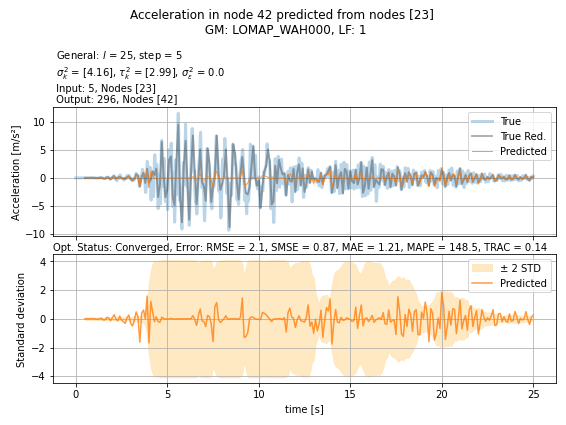 Acceleration in node 42 predicted from nodes [23]
GM: LOMAP_WAH000, LF: 1
General: l = 25, step = 5
σ²ₖ = [4.16], τ²ₖ = [2.99], σ²ₑ = 0.0
Input: 5, Nodes [23]
Output: 296, Nodes [42]
Acceleration [m/s²]
10
5
0
−5
−10
True
True Red.
Predicted
Opt. Status: Converged, Error: RMSE = 2.1, SMSE = 0.87, MAE = 1.21, MAPE = 148.5, TRAC = 0.14
Standard deviation
4
2
0
−2
−4
± 2 STD
Predicted
0 5 10 15 20 25
time [s]